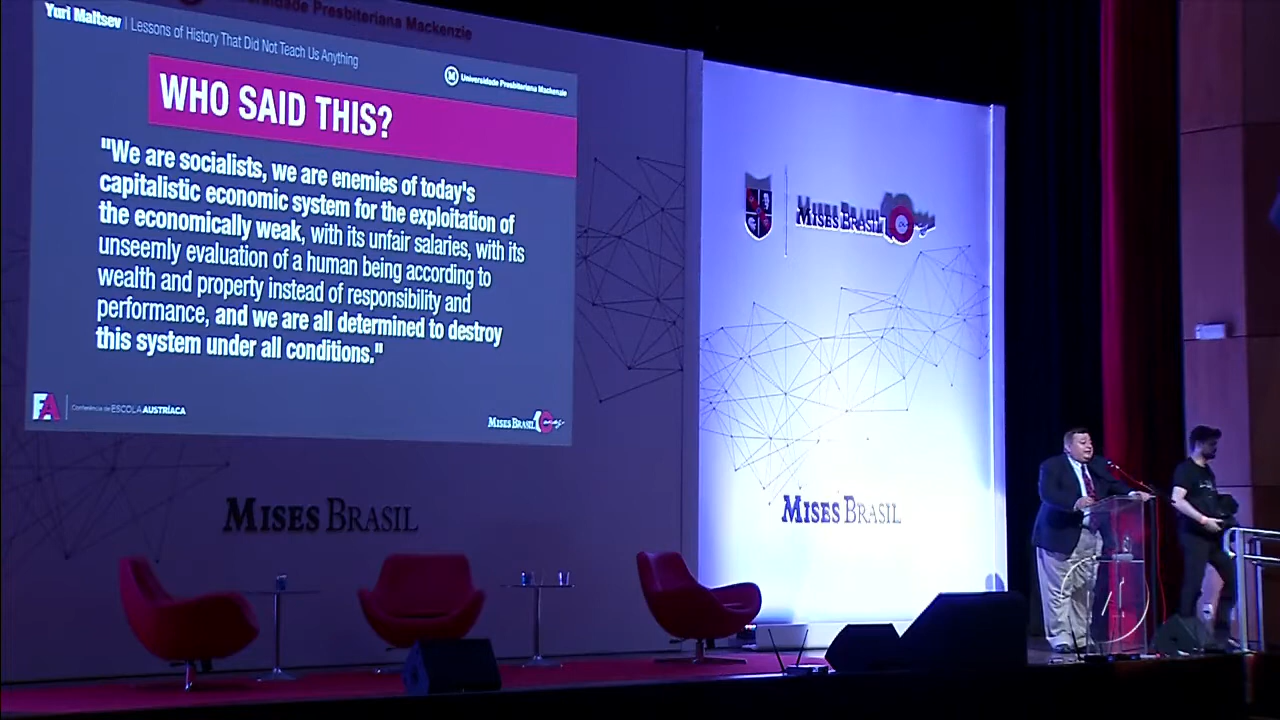 Universidade Presbiteriana Mackenzie
Yuri Maltsev | Lessons of History That Did Not Teach Us Anything
Universidade Presbiteriana Mackenzie
WHO SAID THIS?
"We are socialists, we are enemies of today's
capitalistic economic system for the exploitation of
the economically weak, with its unfair salaries, with its
unseemly evaluation of a human being according to
wealth and property instead of responsibility and
performance, and we are all determined to destroy
this system under all conditions."
FA Conferência de ESCOLA AUSTRÍACA
MISES BRASIL
MISES BRASIL
MISES BRASIL
MISES BRASIL